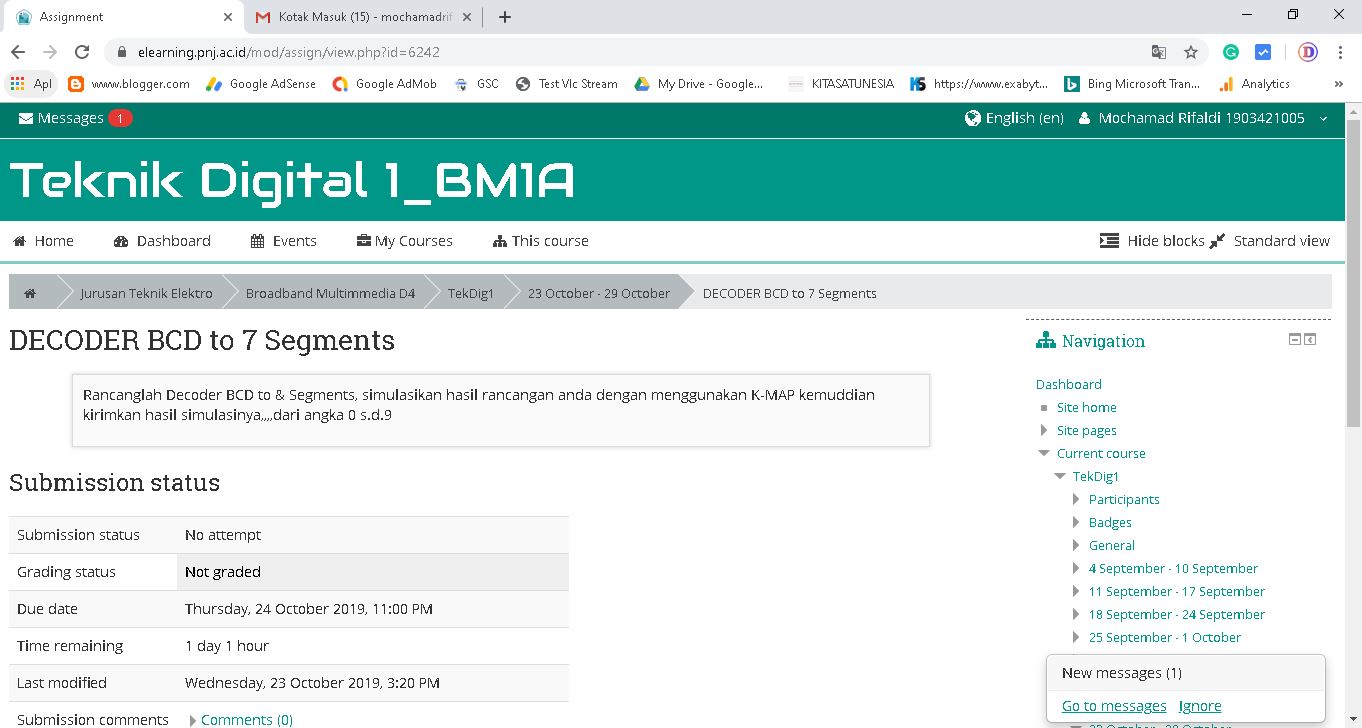 Assignment
Kotak Masuk (15) - mochamadrif
elearning.pnj.ac.id/mod/assign/view.php?id=6242
Apl www.blogger.com Google AdSense Google AdMob GSC Test Vlc Stream My Drive - Google... KITASATUNESIA https://www.exabyt... Bing Microsoft Tran... Analytics »
Messages 1 English (en) Mochamad Rifaldi 1903421005
Teknik Digital 1_BM1A
Home Dashboard Events My Courses This course Hide blocks Standard view
Jurusan Teknik Elektro Broadband Multimmedia D4 TekDig1 23 October - 29 October DECODER BCD to 7 Segments
DECODER BCD to 7 Segments
Rancanglah Decoder BCD to & Segments, simulasikan hasil rancangan anda dengan menggunakan K-MAP kemuddian
kirimkan hasil simulasinya,,,,dari angka 0 s.d.9
Submission status
Submission status No attempt
Grading status Not graded
Due date Thursday, 24 October 2019, 11:00 PM
Time remaining 1 day 1 hour
Last modified Wednesday, 23 October 2019, 3:20 PM
Submission comments Comments (0)
Navigation
Dashboard
Site home
Site pages
Current course
TekDig1
Participants
Badges
General
4 September - 10 September
11 September - 17 September
18 September - 24 September
25 September - 1 October
New messages (1)
Go to messages Ignore